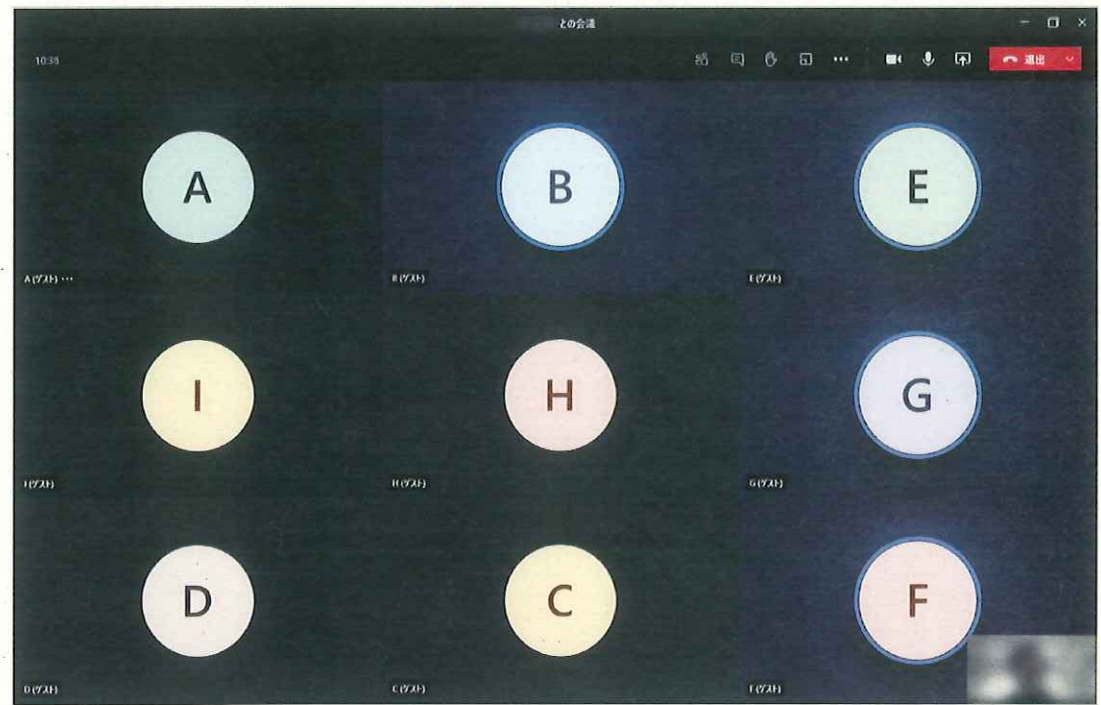 との会議
10:38
退出
A
B
E
A (ゲスト) ...
B (ゲスト)
E (ゲスト)
I
H
G
I (ゲスト)
H (ゲスト)
G (ゲスト)
D
C
F
D (ゲスト)
C (ゲスト)
F (ゲスト)